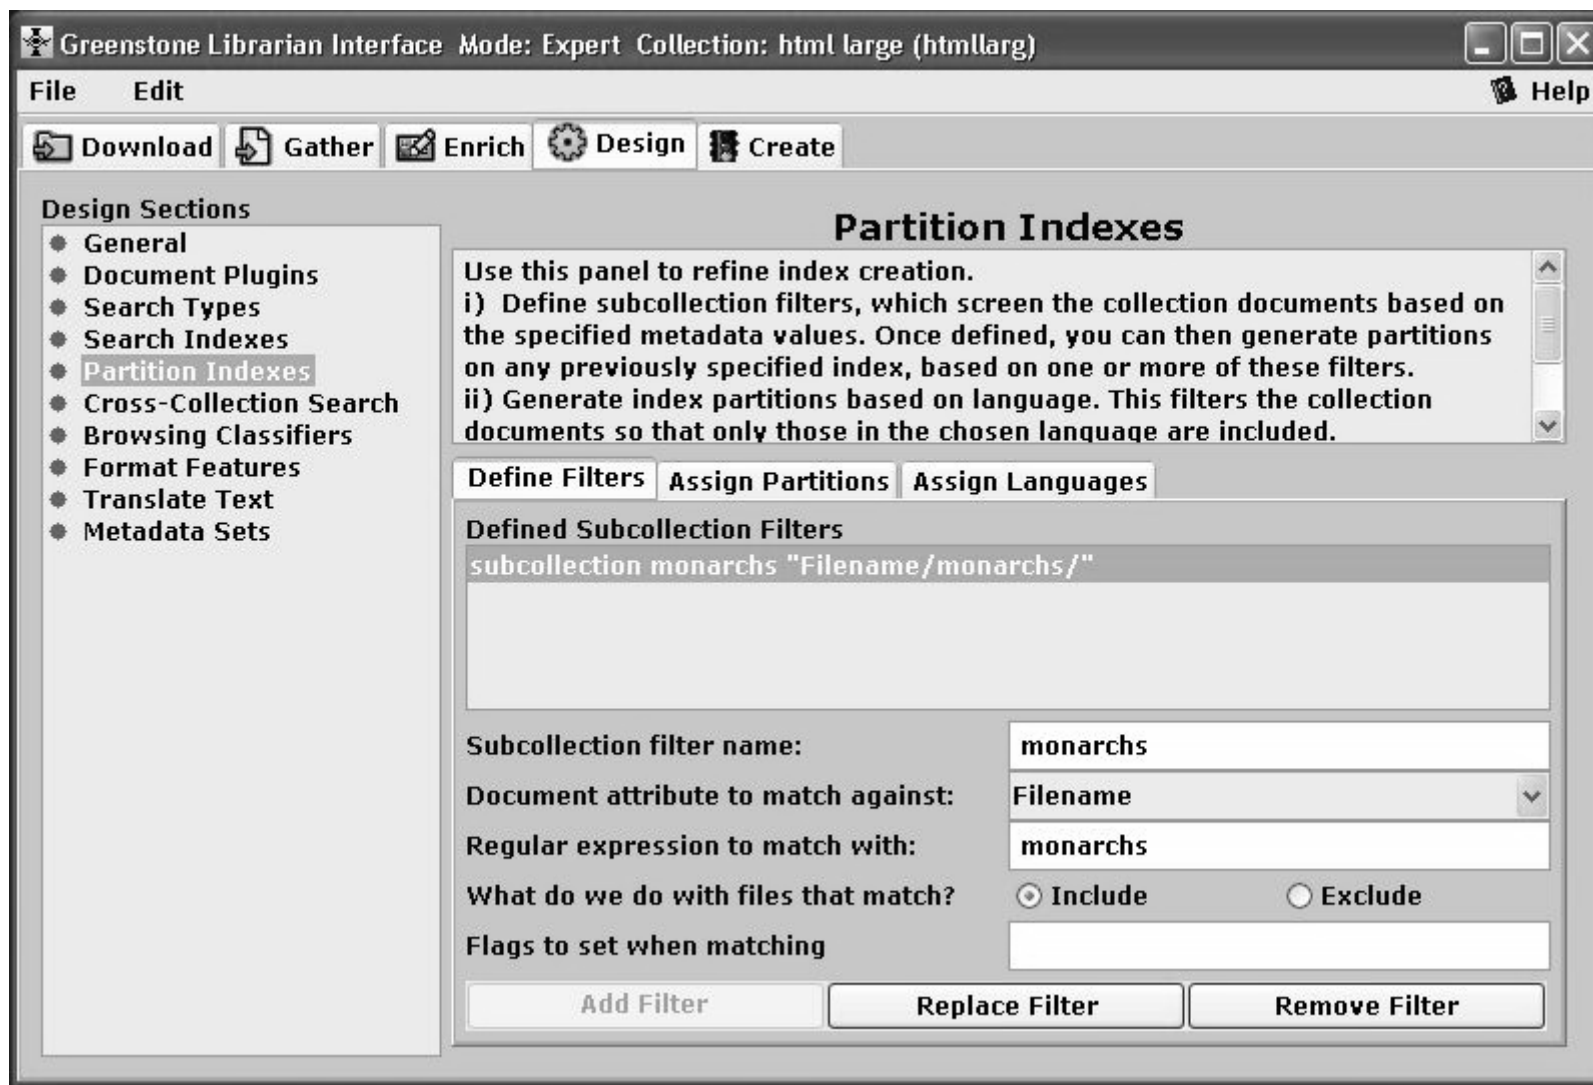 Greenstone Librarian Interface  Mode: Expert  Collection: html large (htmllarg)
File Edit Help
Download Gather Enrich Design Create
Design Sections
General
Document Plugins
Search Types
Search Indexes
Partition Indexes
Cross-Collection Search
Browsing Classifiers
Format Features
Translate Text
Metadata Sets
Partition Indexes
Use this panel to refine index creation.
i)  Define subcollection filters, which screen the collection documents based on
the specified metadata values. Once defined, you can then generate partitions
on any previously specified index, based on one or more of these filters.
ii) Generate index partitions based on language. This filters the collection
documents so that only those in the chosen language are included.
Define Filters Assign Partitions Assign Languages
Defined Subcollection Filters
subcollection monarchs "Filename/monarchs/"
Subcollection filter name: monarchs
Document attribute to match against: Filename
Regular expression to match with: monarchs
What do we do with files that match? Include Exclude
Flags to set when matching
Add Filter Replace Filter Remove Filter